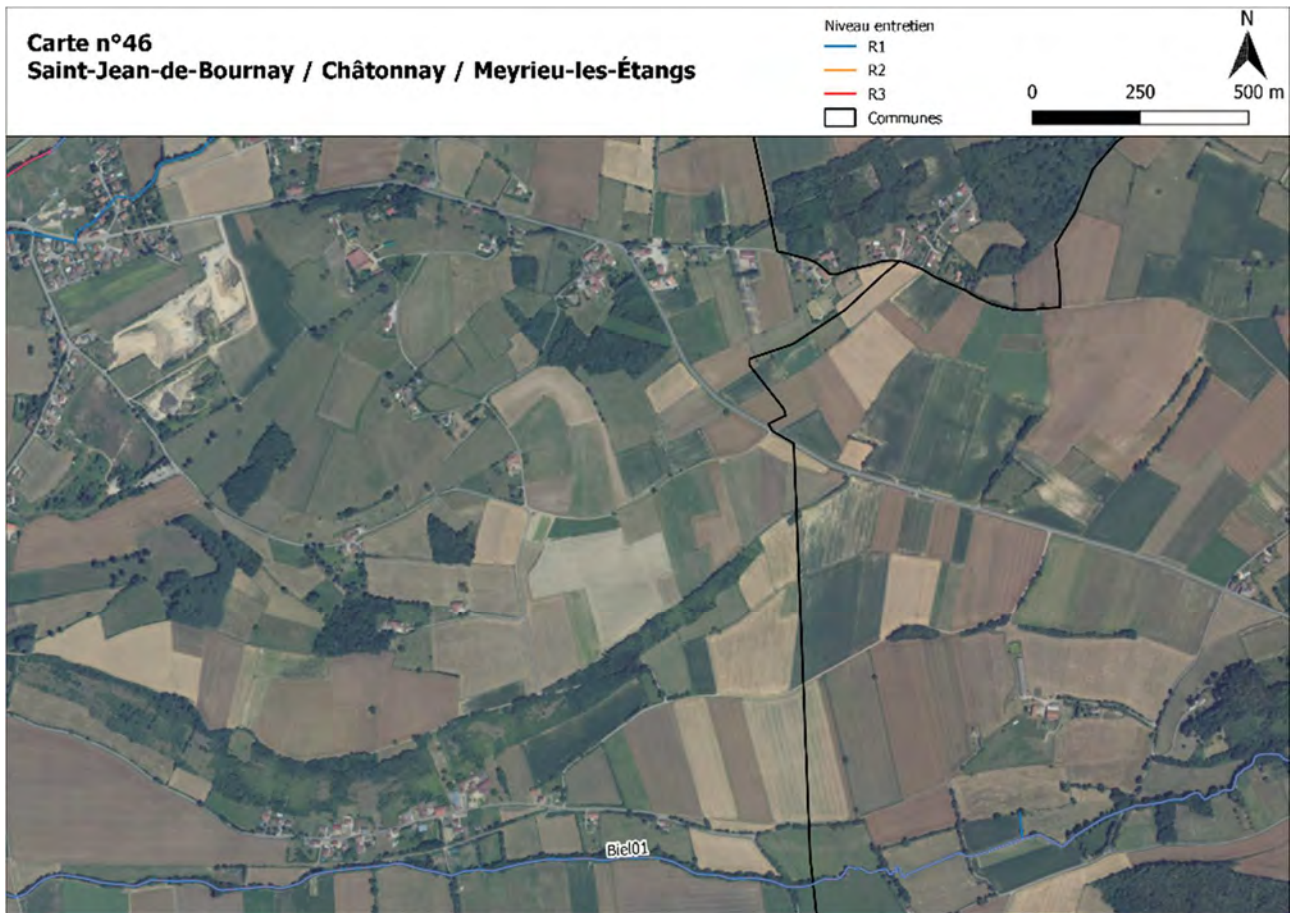 Carte n°46
Saint-Jean-de-Bournay / Châtonnay / Meyrieu-les-Étangs
Niveau entretien
R1
R2
R3
Communes
N
0 250 500 m
Biel01